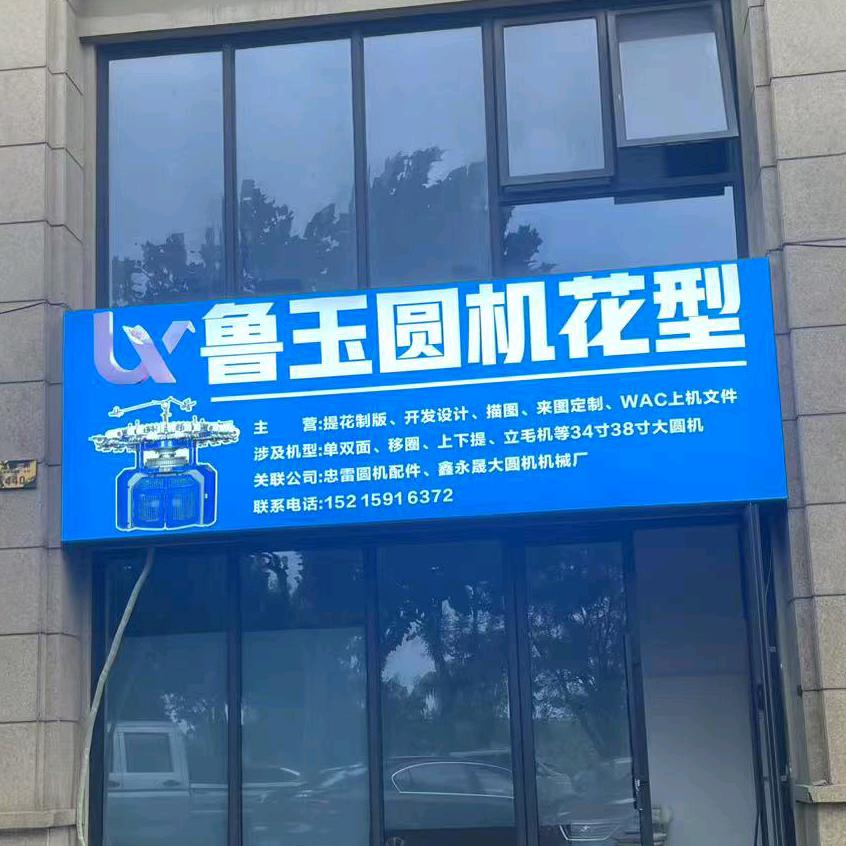 鲁玉圆机花型
主 营:提花制版、开发设计、描图、来图定制、WAC上机文件
涉及机型:单双面、移圈、上下提、立毛机等34寸38寸大圆机
关联公司:忠雷圆机配件、鑫永晟大圆机机械厂
联系电话:15215916372
440